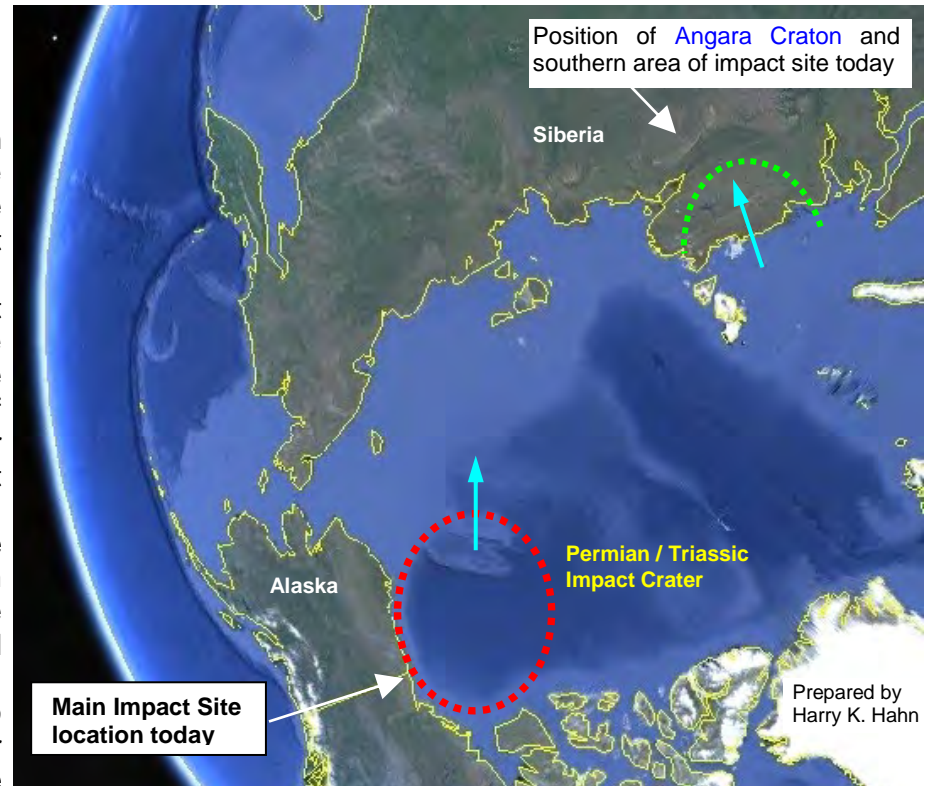 Position of Angara Craton and
southern area of impact site today
Siberia
Permian / Triassic
Impact Crater
Alaska
Main Impact Site
location today
Prepared by
Harry K. Hahn